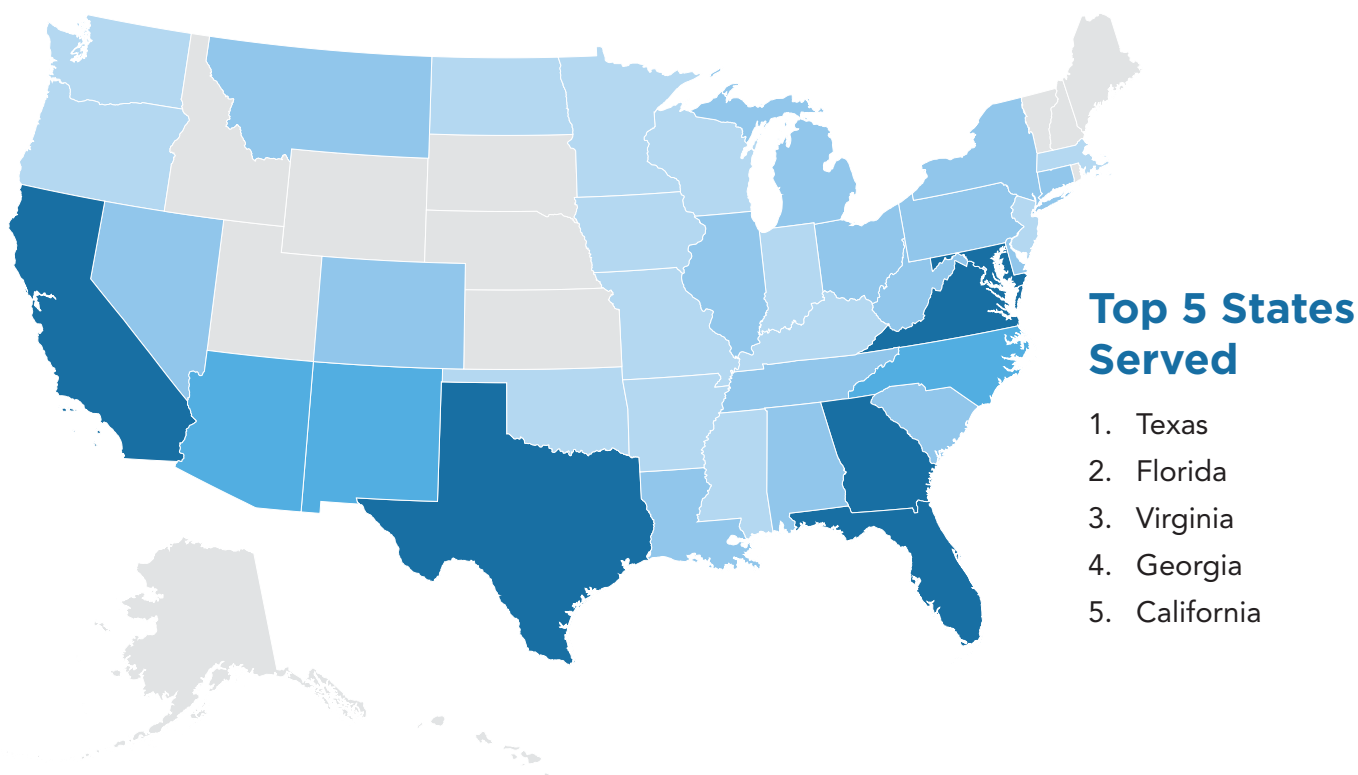 Top 5 States
Served
1. Texas
2. Florida
3. Virginia
4. Georgia
5. California